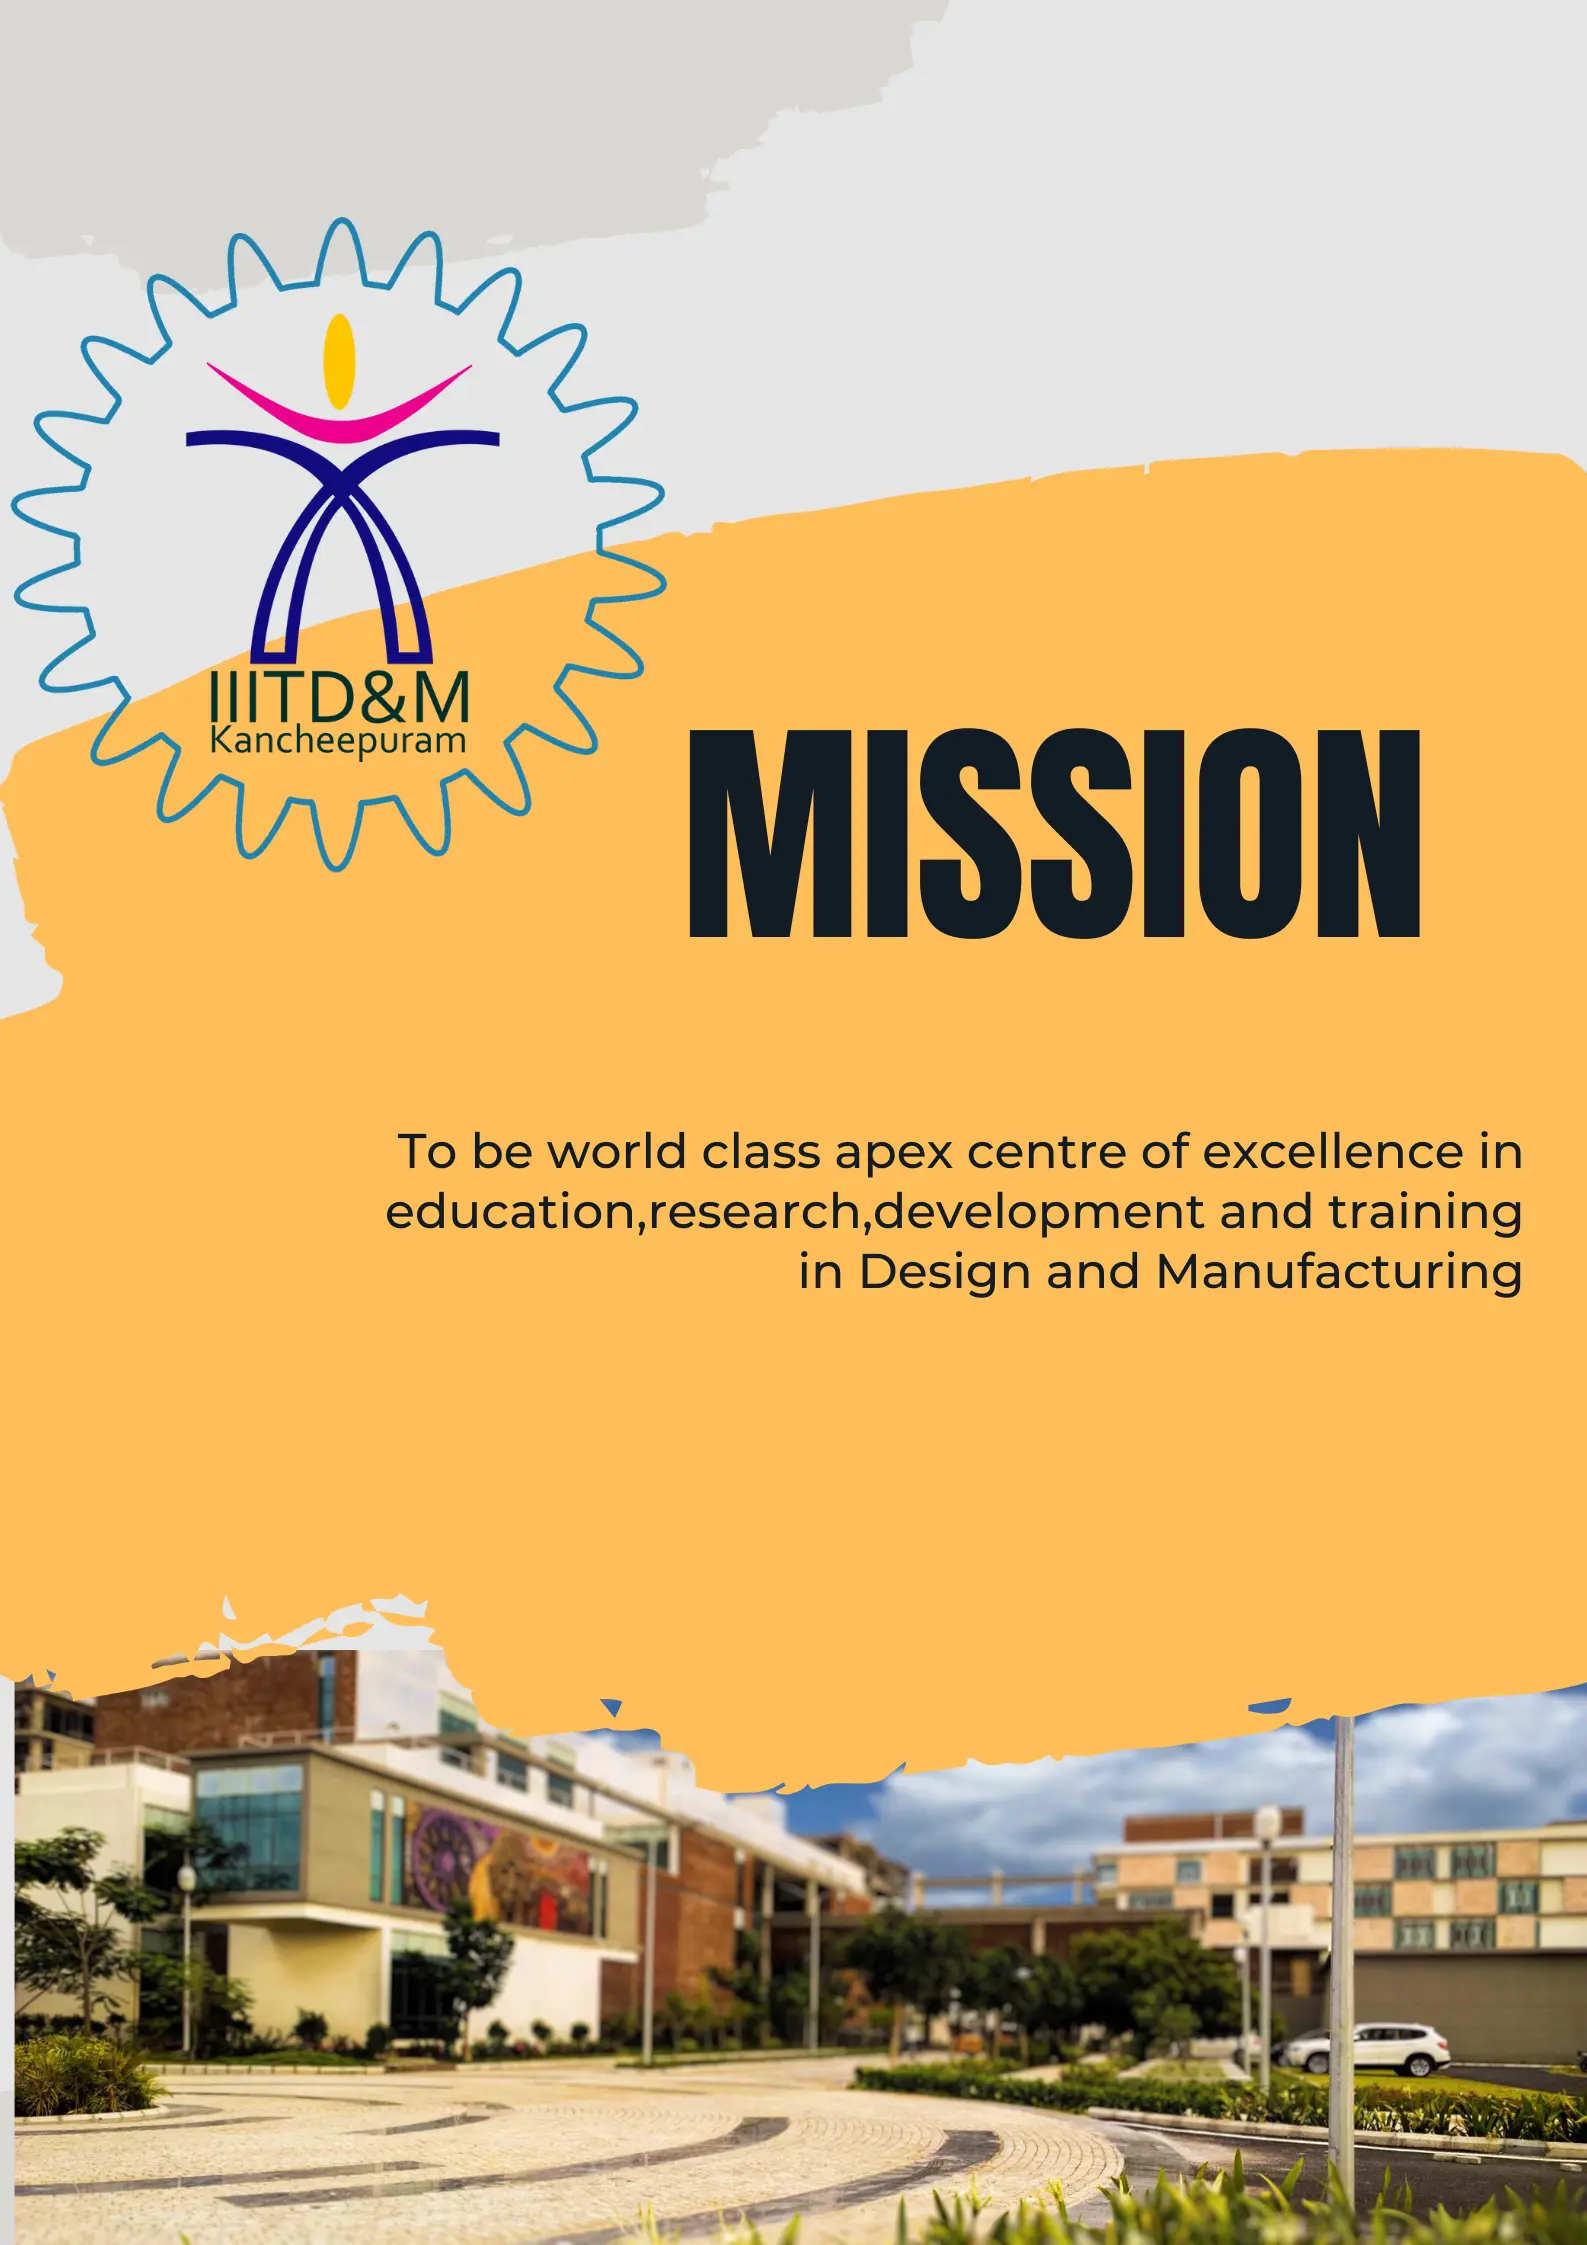 IIITD&M
Kancheepuram
MISSION
To be world class apex centre of excellence in
education,research,development and training
in Design and Manufacturing